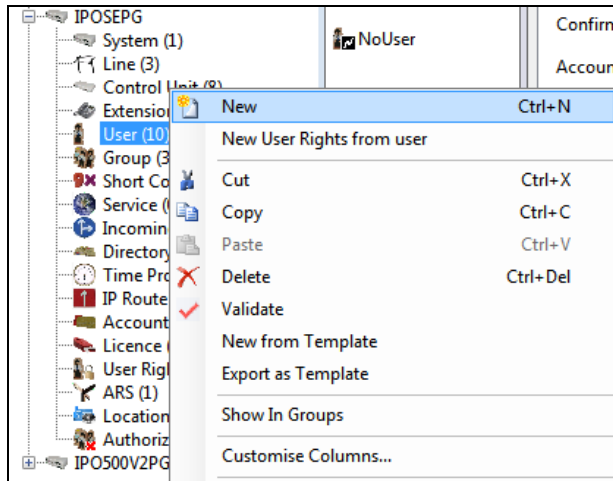 IPOSEPG
System (1)
Line (3)
Control Unit (8)
Extension
User (10)
Group (3
Short Co
Service (
Incomin
Directory
Time Pro
IP Route
Account
Licence (
User Righ
ARS (1)
Location
Authoriz
IPO500V2PG
NoUser
Confirm
Accoun
New Ctrl+N
New User Rights from user
Cut Ctrl+X
Copy Ctrl+C
Paste Ctrl+V
Delete Ctrl+Del
Validate
New from Template
Export as Template
Show In Groups
Customise Columns...